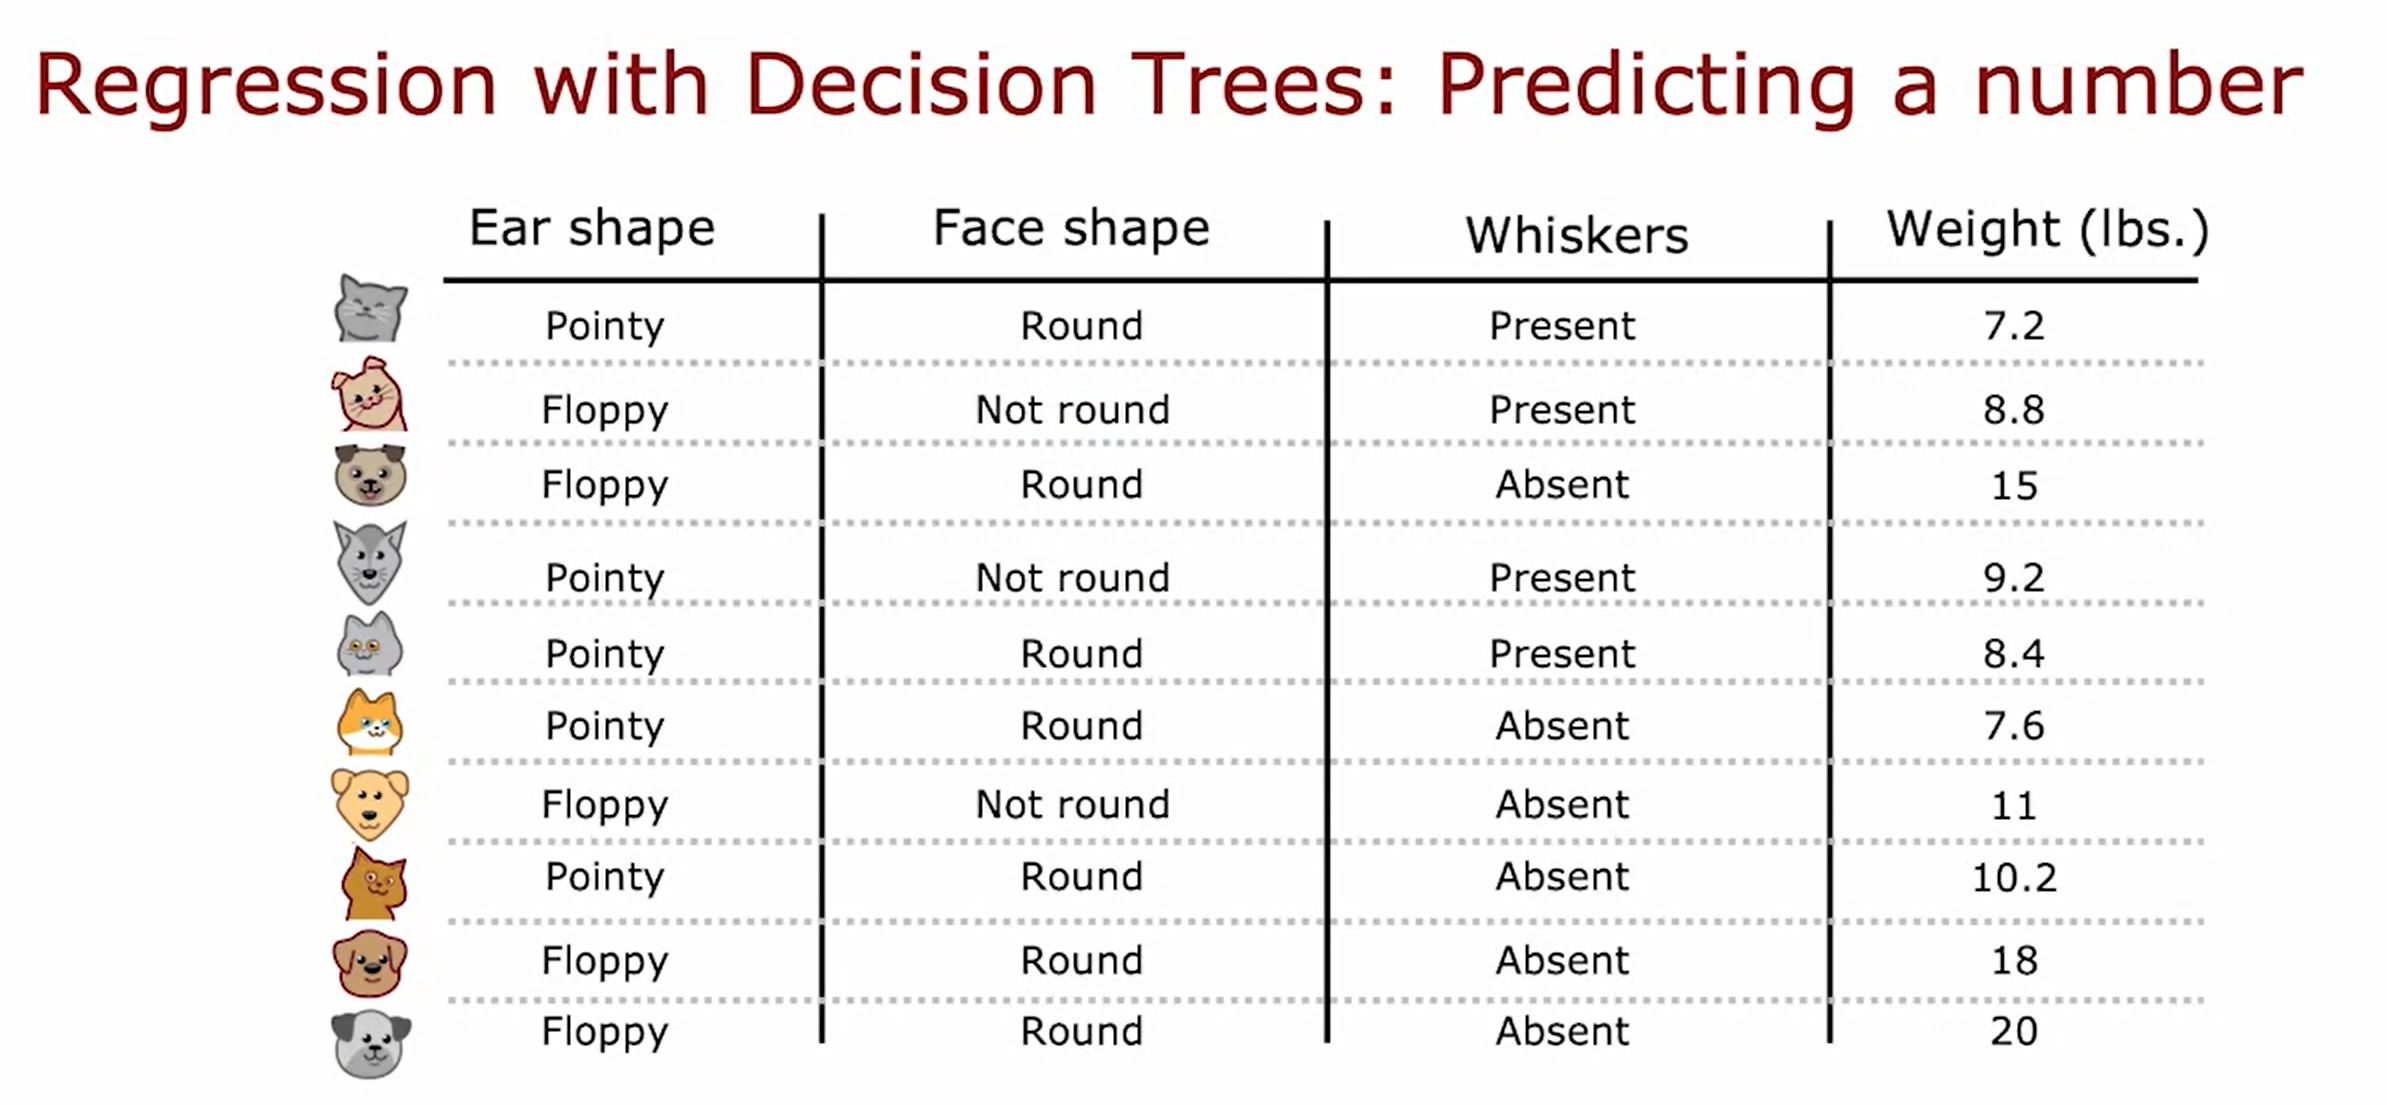 Regression with Decision Trees: Predicting a number
Ear shape Face shape Whiskers Weight (lbs.)
Pointy Round Present 7.2
Floppy Not round Present 8.8
Floppy Round Absent 15
Pointy Not round Present 9.2
Pointy Round Present 8.4
Pointy Round Absent 7.6
Floppy Not round Absent 11
Pointy Round Absent 10.2
Floppy Round Absent 18
Floppy Round Absent 20